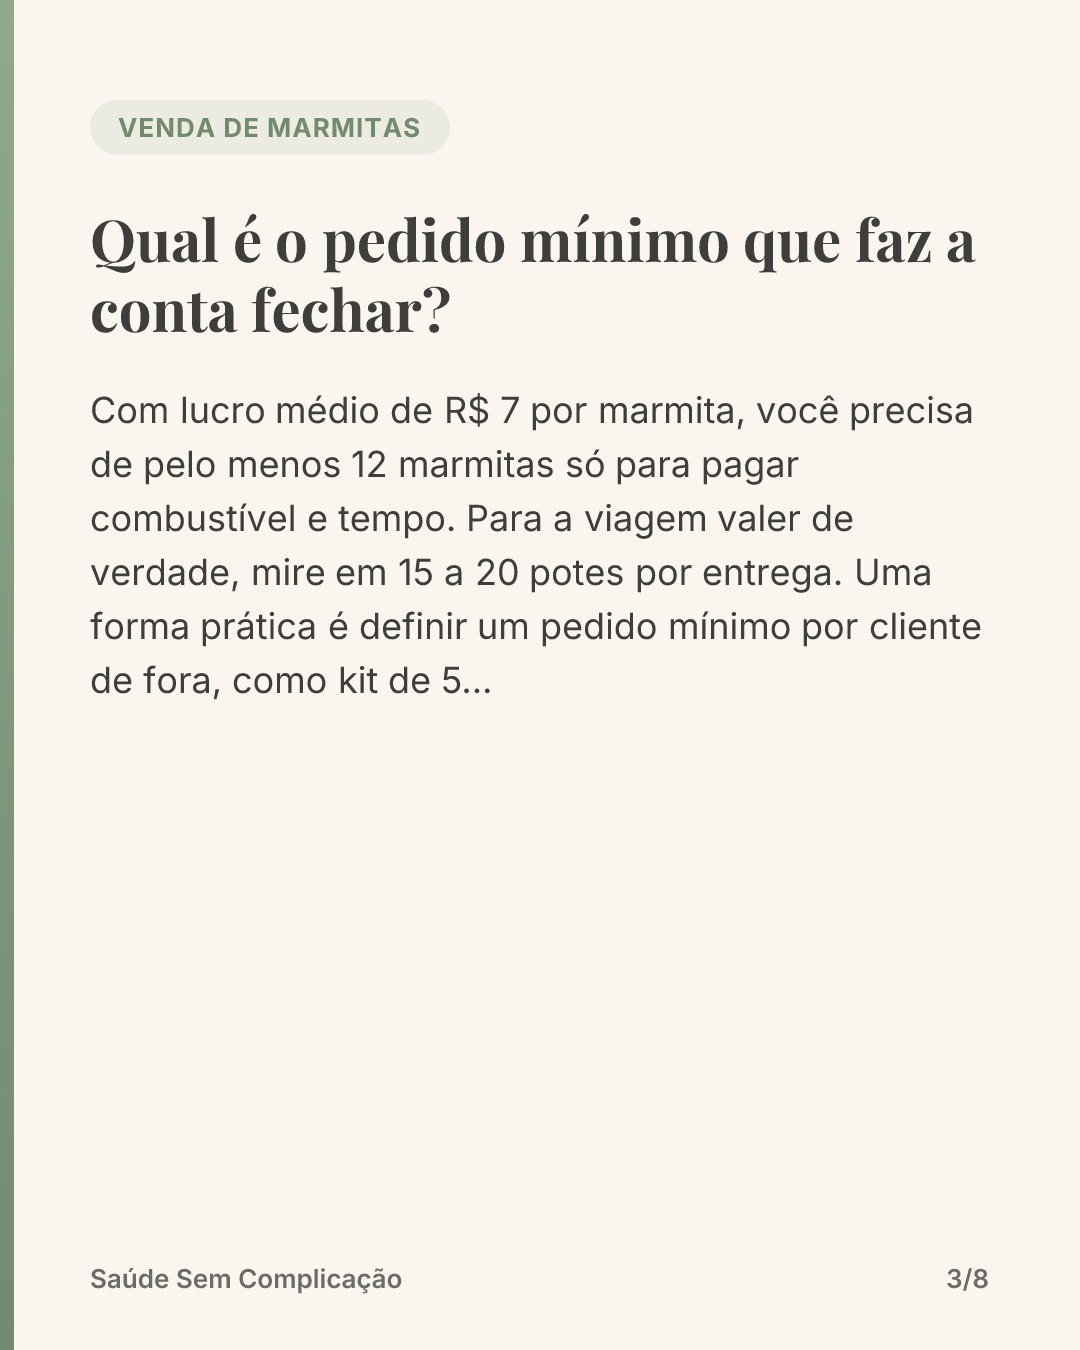 VENDA DE MARMITAS
Qual é o pedido mínimo que faz a
conta fechar?
Com lucro médio de R$ 7 por marmita, você precisa
de pelo menos 12 marmitas só para pagar
combustível e tempo. Para a viagem valer de
verdade, mire em 15 a 20 potes por entrega. Uma
forma prática é definir um pedido mínimo por cliente
de fora, como kit de 5...
Saúde Sem Complicação
3/8